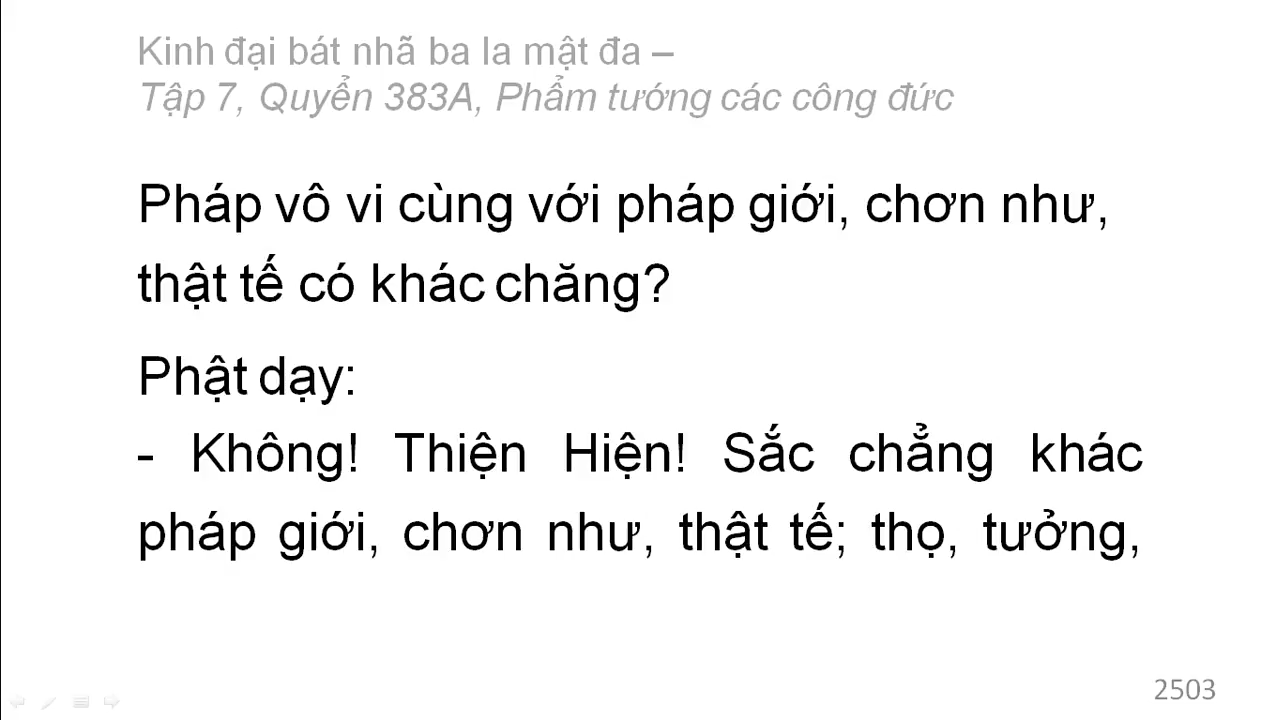 Kinh đại bát nhã ba la mật đa –
Tập 7, Quyển 383A, Phẩm tướng các công đức
Pháp vô vi cùng với pháp giới, chơn như,
thật tế có khác chăng?
Phật dạy:
- Không! Thiện Hiện! Sắc chẳng khác
pháp giới, chơn như, thật tế; thọ, tưởng,
2503